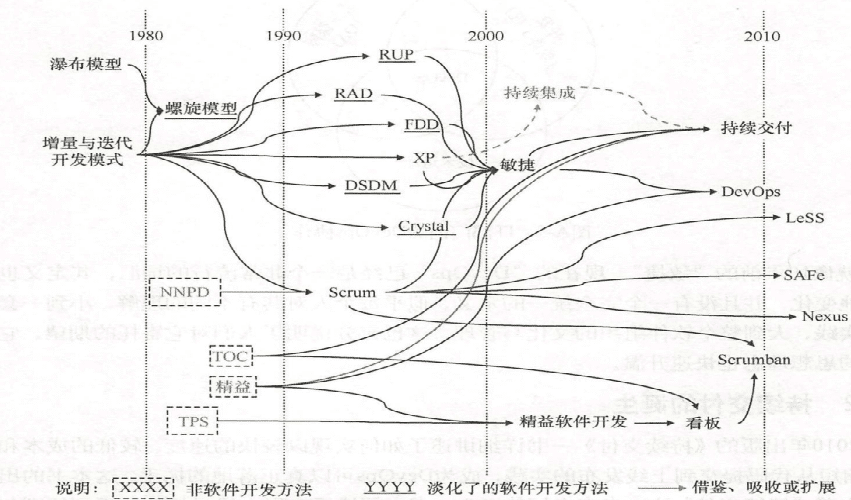 1980 1990 2000 2010
瀑布模型
RUP
螺旋模型
RAD
持续集成
增量与迭代
开发模式
FDD
持续交付
XP
敏捷
DSDM
DevOps
Crystal
LeSS
SAFe
NNPD
Scrum
Nexus
TOC
Scrumban
精益
TPS
精益软件开发
看板
说明： XXXX 非软件开发方法 YYYY 淡化了的软件开发方法 借鉴、吸收或扩展